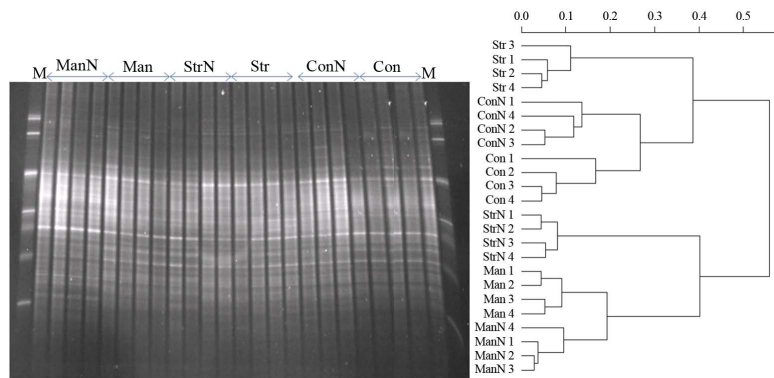 M ManN Man StrN Str ConN Con M
0.0 0.1 0.2 0.3 0.4 0.5
Str 3
Str 1
Str 2
Str 4
ConN 1
ConN 4
ConN 2
ConN 3
Con 1
Con 2
Con 3
Con 4
StrN 1
StrN 2
StrN 3
StrN 4
Man 1
Man 2
Man 3
Man 4
ManN 4
ManN 1
ManN 2
ManN 3